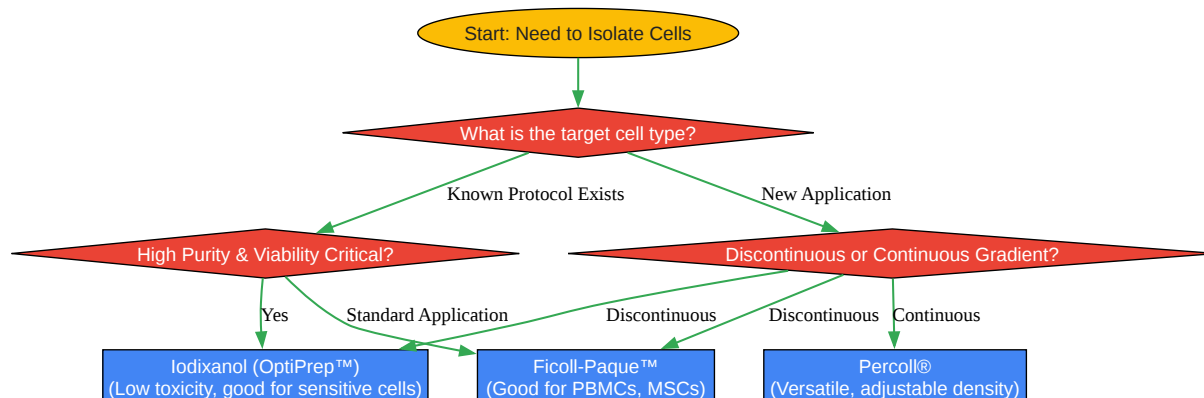 Start: Need to Isolate Cells
What is the target cell type?
Known Protocol Exists
New Application
High Purity & Viability Critical?
Discontinuous or Continuous Gradient?
Yes
Standard Application
Discontinuous
Discontinuous
Continuous
Iodixanol (OptiPrep™)
(Low toxicity, good for sensitive cells)
Ficoll-Paque™
(Good for PBMCs, MSCs)
Percoll®
(Versatile, adjustable density)